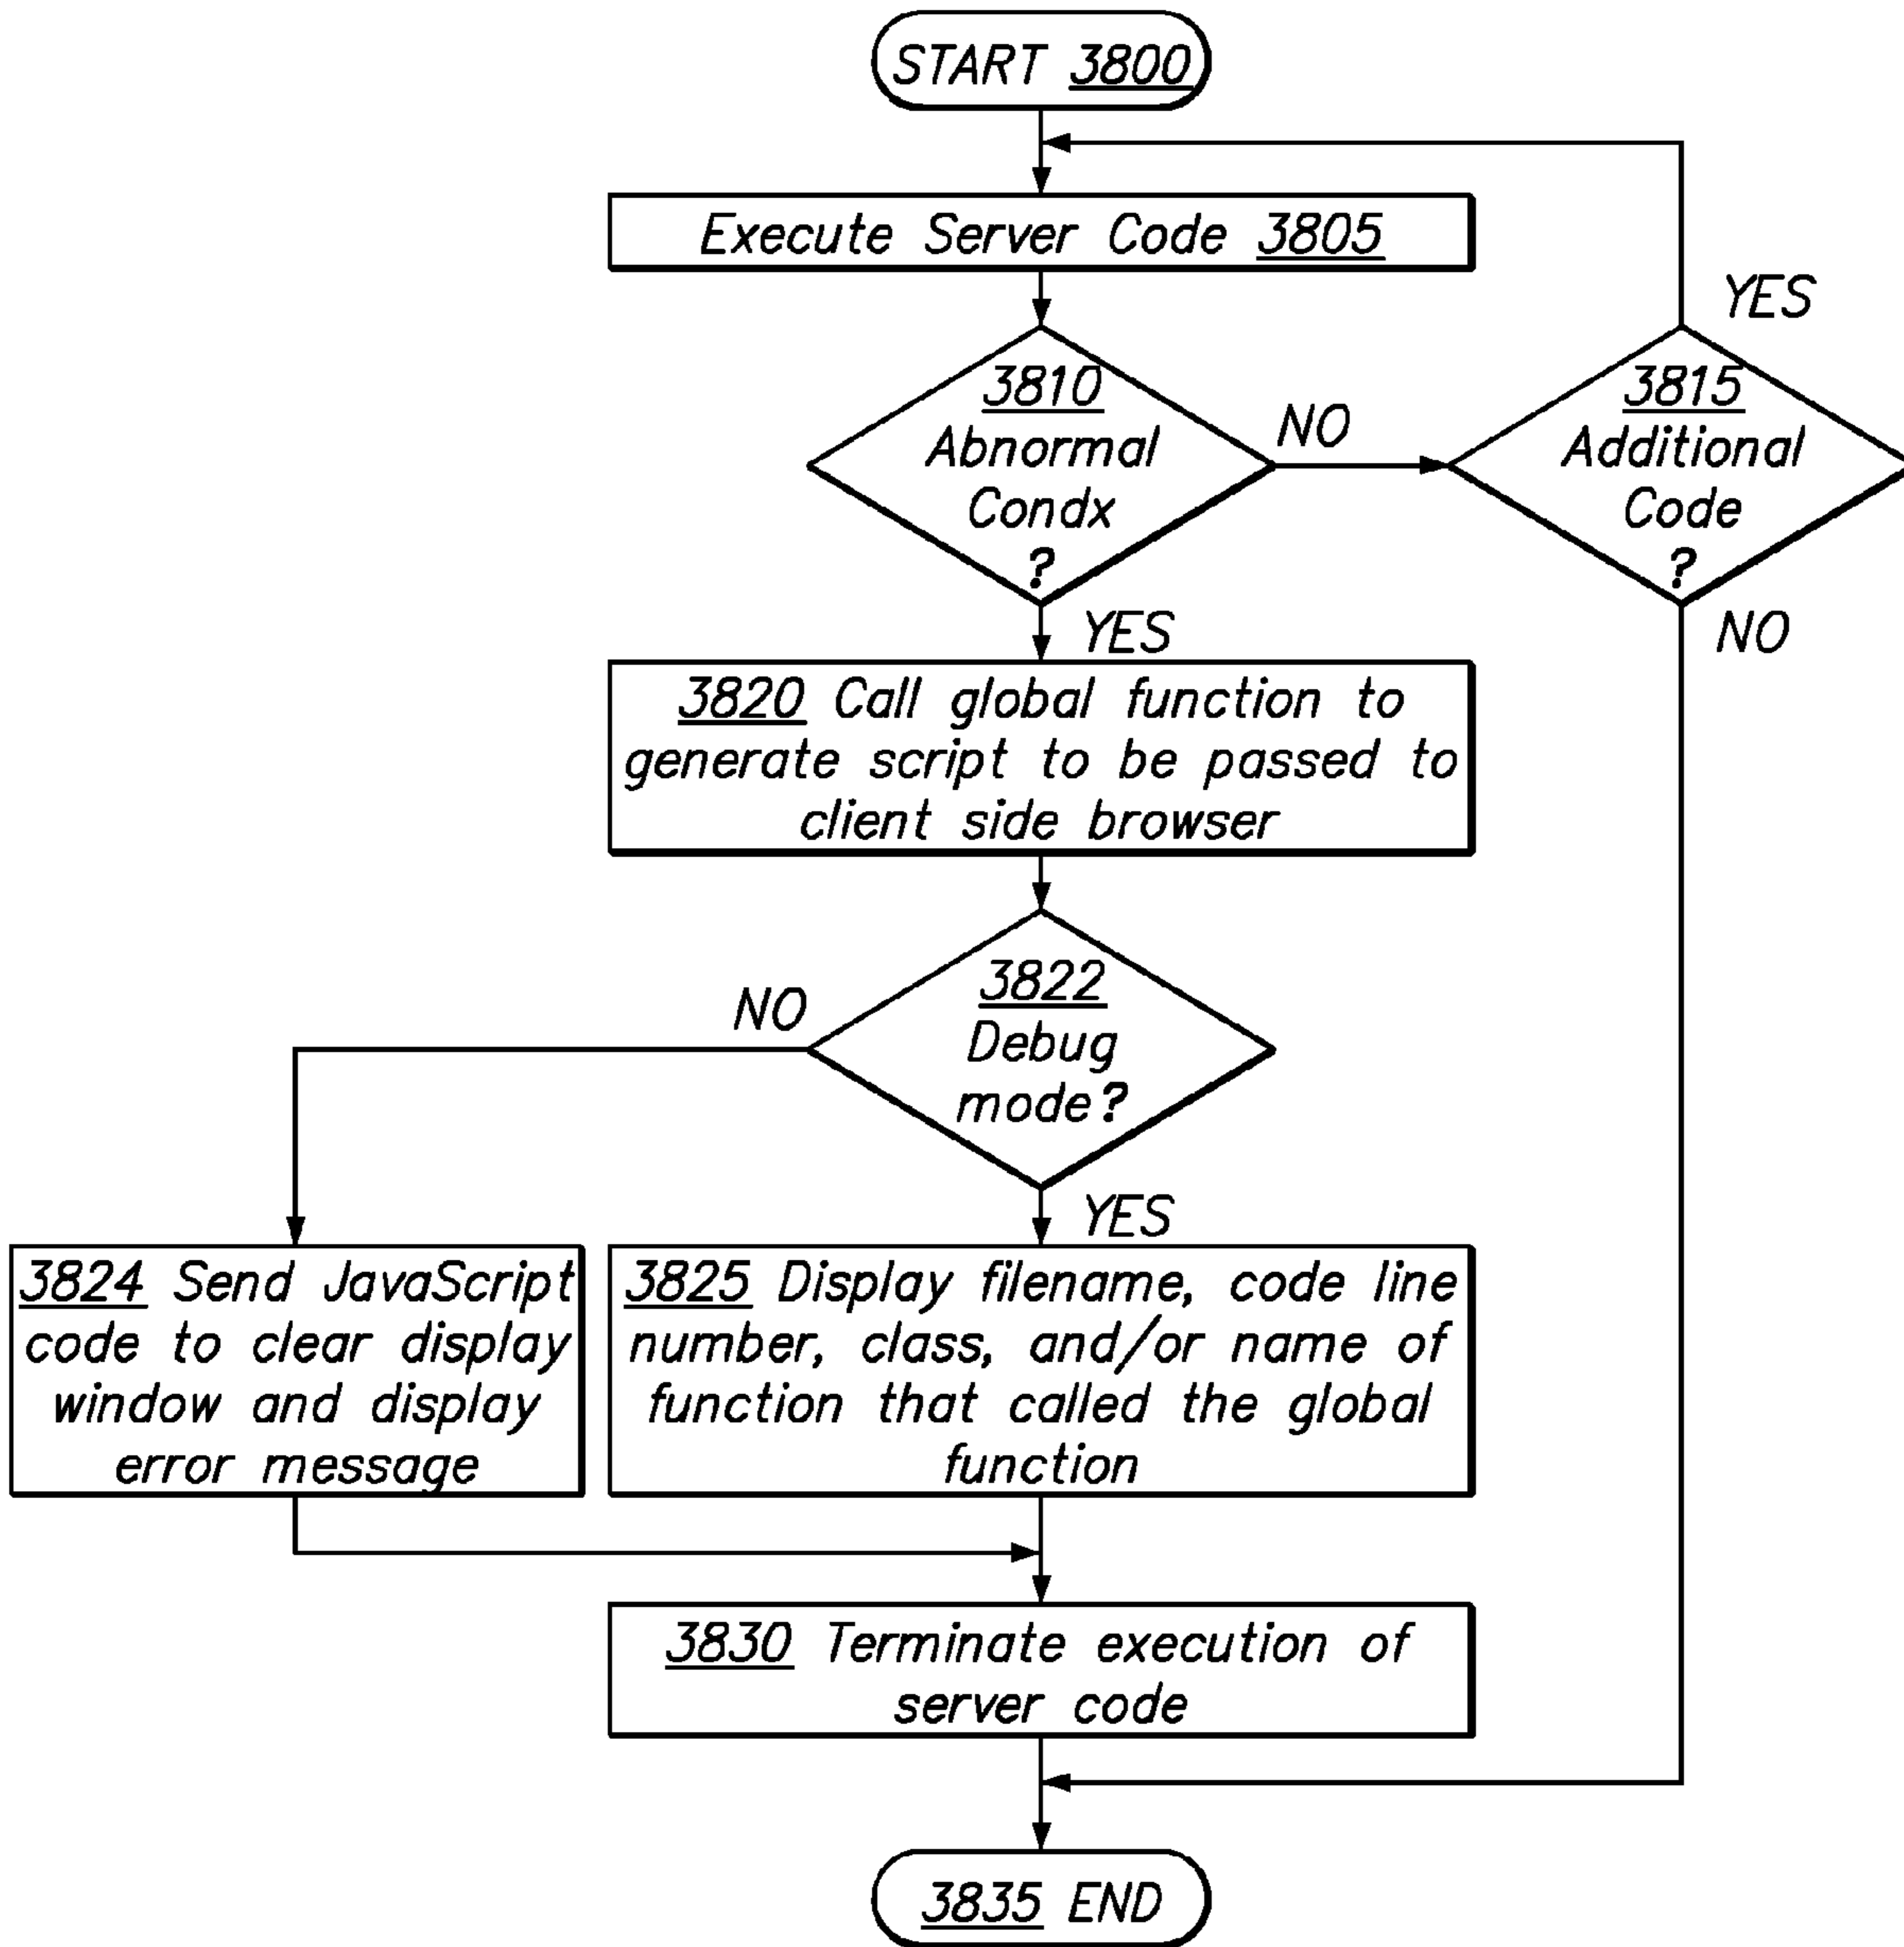 START 3800
Execute Server Code 3805
YES
3810
Abnormal
Condx
?
NO
3815
Additional
Code
?
YES
NO
3820 Call global function to
generate script to be passed to
client side browser
3822
Debug
mode?
NO
YES
3824 Send JavaScript
code to clear display
window and display
error message
3825 Display filename, code line
number, class, and/or name of
function that called the global
function
3830 Terminate execution of
server code
3835 END